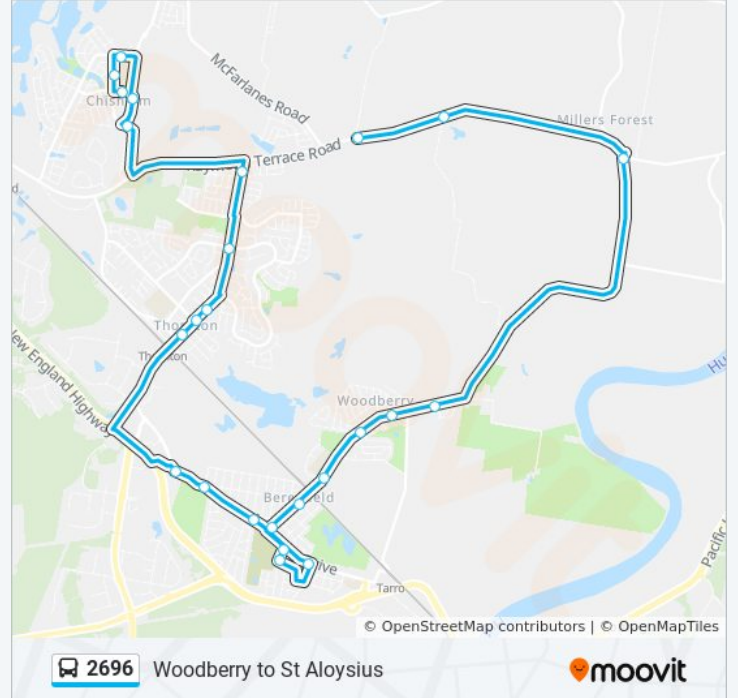 McFarlanes Road
Chisholm
Millers Forest
Terrace Road
Thornton
Thornton
New England Highway
Woodberry
Beresfield
Tarro
Pacific
© OpenStreetMap contributors | © OpenMapTiles
2696 Woodberry to St Aloysius
moovit